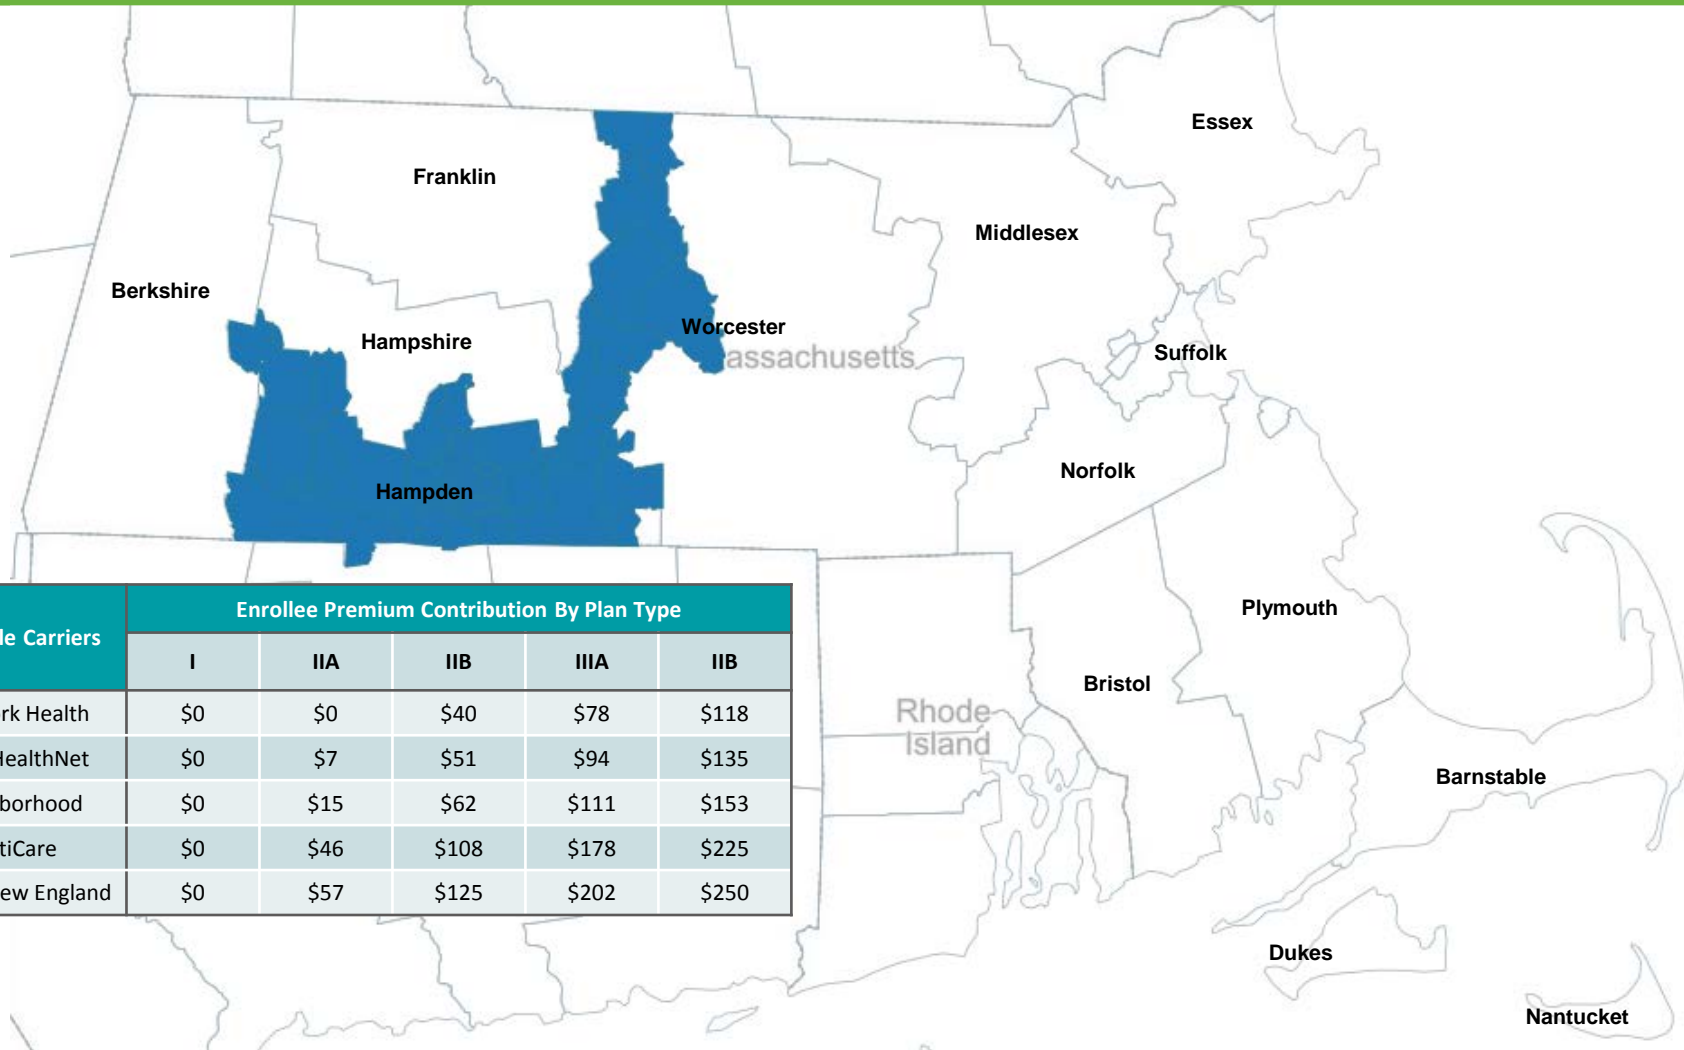 Essex
Franklin
Middlesex
Berkshire
Worcester
Hampshire
Suffolk
assachusetts
Norfolk
Hampden
Plymouth
Bristol
Rhode
Island
Barnstable
Dukes
Nantucket
le Carriers Enrollee Premium Contribution By Plan Type
I IIA IIB IIIA IIB
rk Health $0 $0 $40 $78 $118
HealthNet $0 $7 $51 $94 $135
borhood $0 $15 $62 $111 $153
tiCare $0 $46 $108 $178 $225
ew England $0 $57 $125 $202 $250